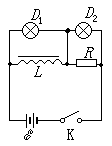 D₁ D₂
L R
ℰ K